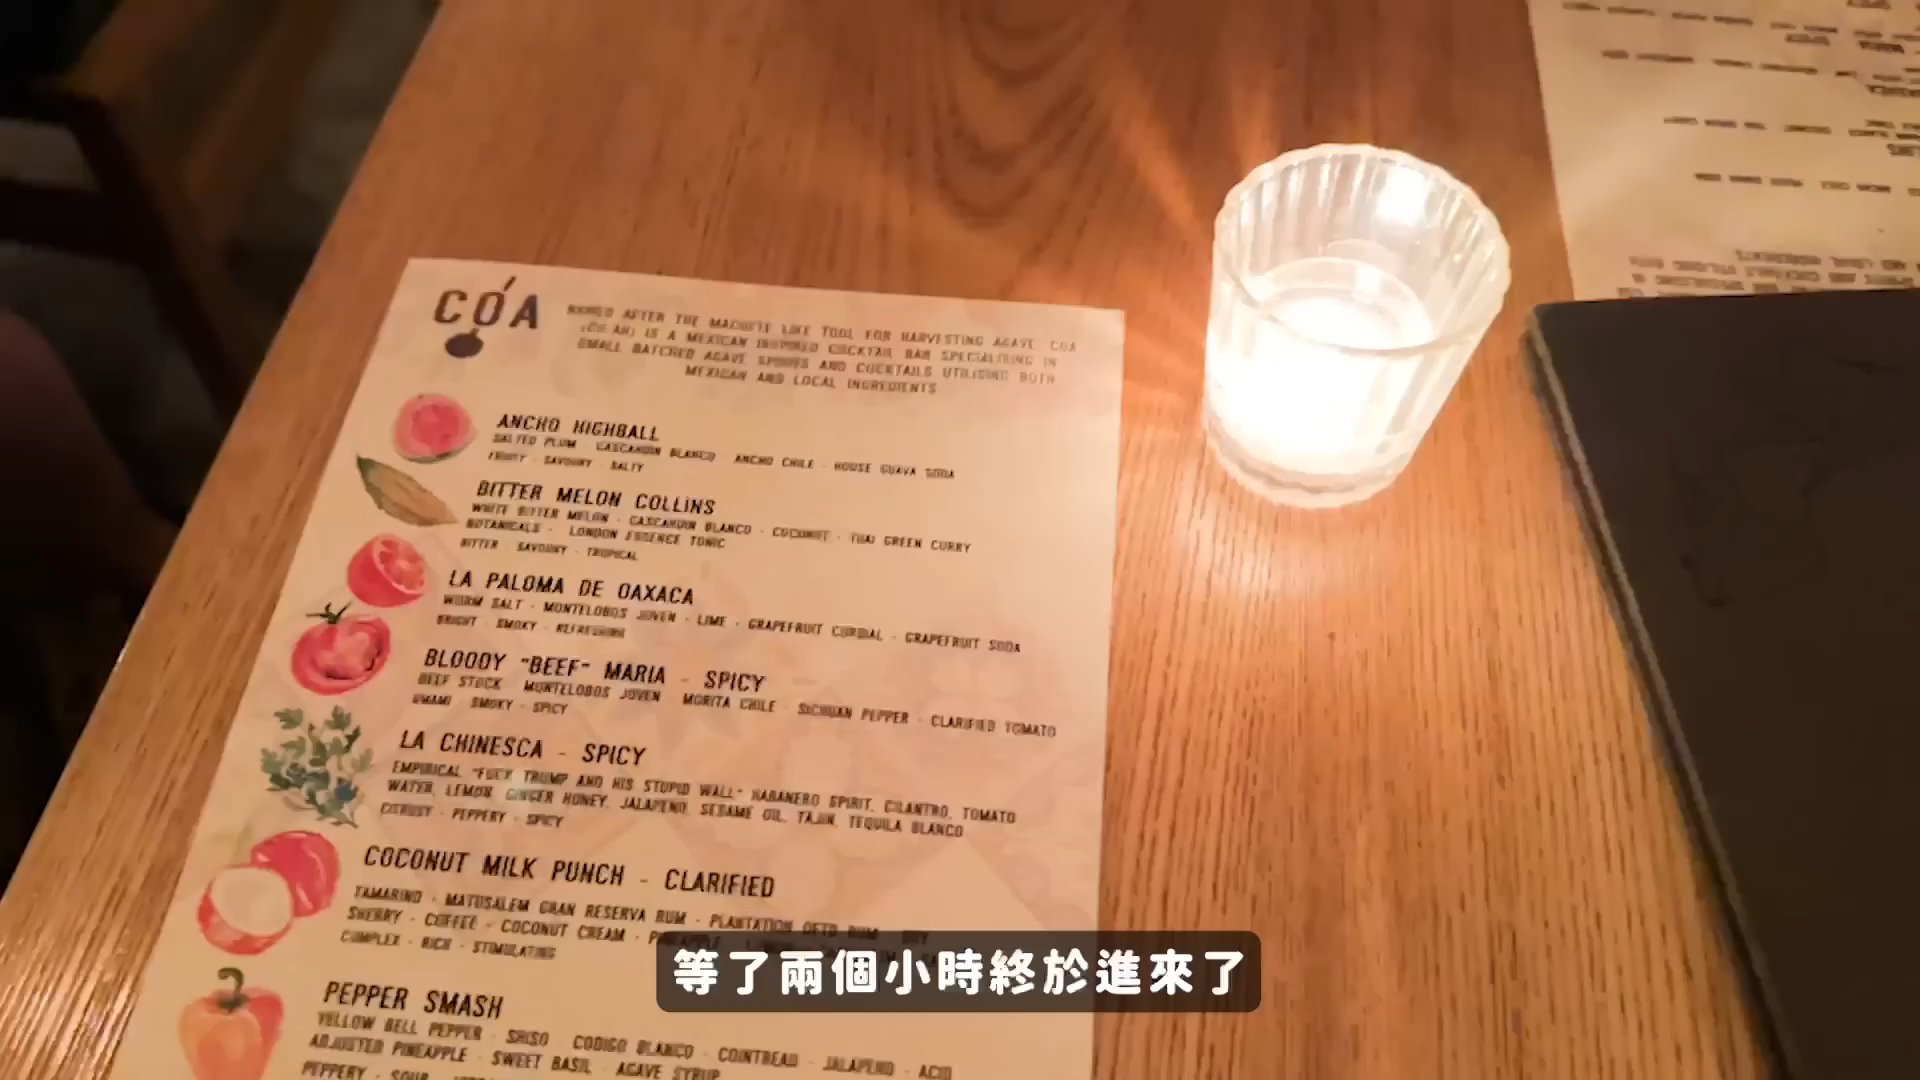 CÓA
NAMED AFTER THE MACHETE LIKE TOOL FOR HARVESTING AGAVE, COA
(CO-AH) IS A MEXICAN INSPIRED COCKTAIL BAR SPECIALISING IN
SMALL BATCHED AGAVE SPIRITS AND COCKTAILS UTILISING BOTH
MEXICAN AND LOCAL INGREDIENTS
ANCHO HIGHBALL
SALTED PLUM CASCAHUIN BLANCO ANCHO CHILE - HOUSE GUAVA SODA
FRUITY - SAVOURY - SALTY
BITTER MELON COLLINS
WHITE BITTER MELON - CASCAHUIN BLANCO - COCONUT - THAI GREEN CURRY
BOTANICALS - LONDON ESSENCE TONIC
BITTER - SAVOURY - TROPICAL
LA PALOMA DE OAXACA
WORM SALT - MONTELOBOS JOVEN - LIME - GRAPEFRUIT CORDIAL - GRAPEFRUIT SODA
BRIGHT - SMOKY - REFRESHING
BLOODY "BEEF" MARIA - SPICY
BEEF STOCK MONTELOBOS JOVEN MORITA CHILE - SICHUAN PEPPER - CLARIFIED TOMATO
UMAMI - SMOKY - SPICY
LA CHINESCA - SPICY
EMPIRICAL "FUCK TRUMP AND HIS STUPID WALL" HABANERO SPIRIT, CILANTRO, TOMATO
WATER, LEMON, GINGER HONEY, JALAPENO, SESAME OIL, TAJIN, TEQUILA BLANCO
CITRUSY - PEPPERY - SPICY
COCONUT MILK PUNCH - CLARIFIED
TAMARIND - MATUSALEM GRAN RESERVA RUM - PLANTATION OFTD RUM DRY
SHERRY - COFFEE - COCONUT CREAM - PINEAPPLE
COMPLEX - RICH - STIMULATING
PEPPER SMASH
YELLOW BELL PEPPER - SHISO CODIGO BLANCO - COINTREAU - JALAPENO - ACID
ADJUSTED PINEAPPLE - SWEET BASIL - AGAVE SYRUP
PEPPERY - SOUR
等了兩個小時終於進來了